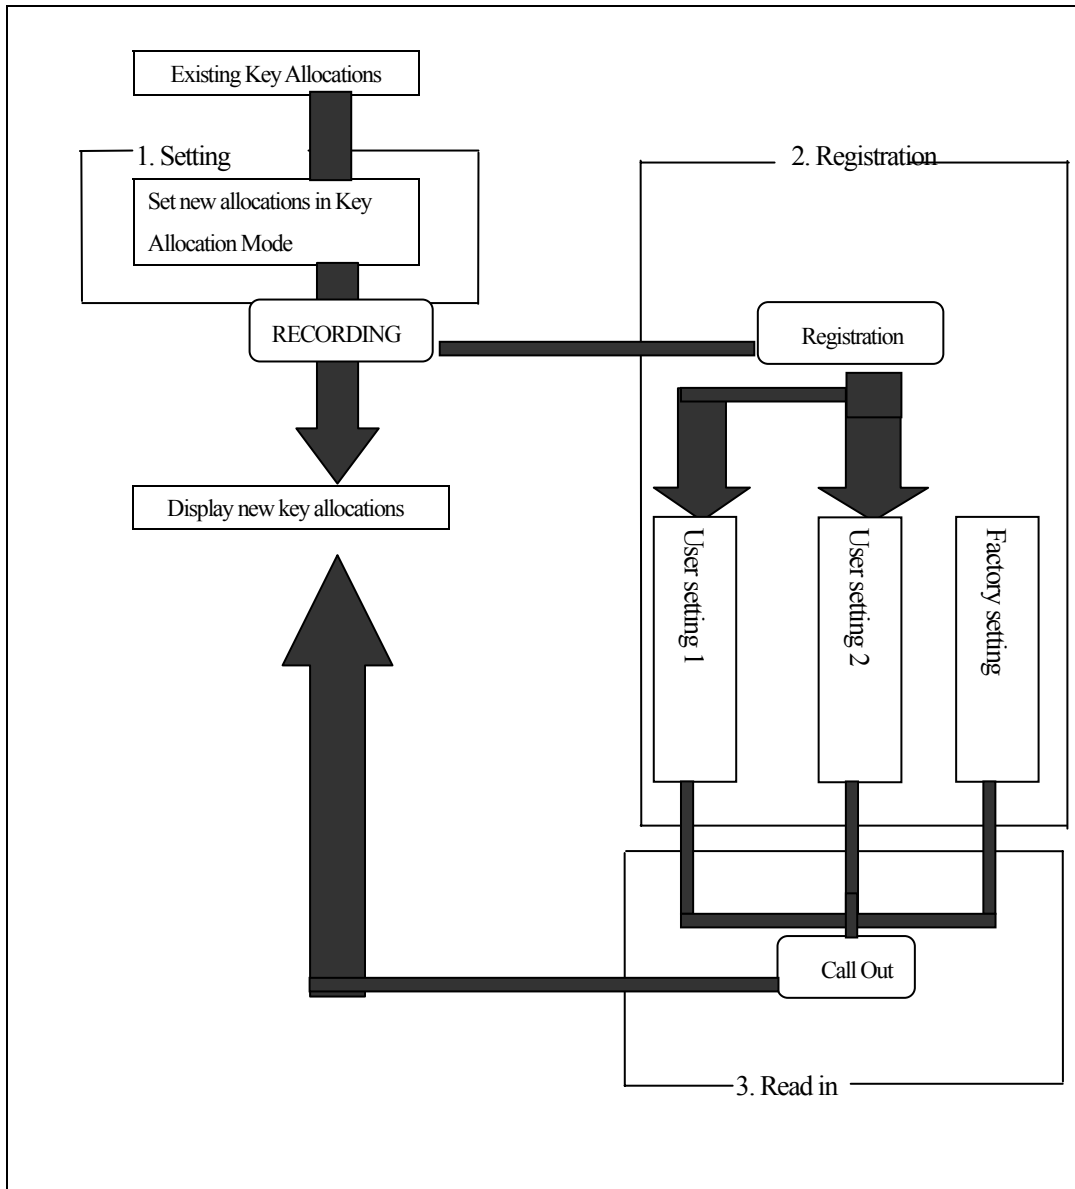 Existing Key Allocations
1. Setting
Set new allocations in Key
Allocation Mode
RECORDING
Display new key allocations
2. Registration
Registration
User setting 1
User setting 2
Factory setting
Call Out
3. Read in